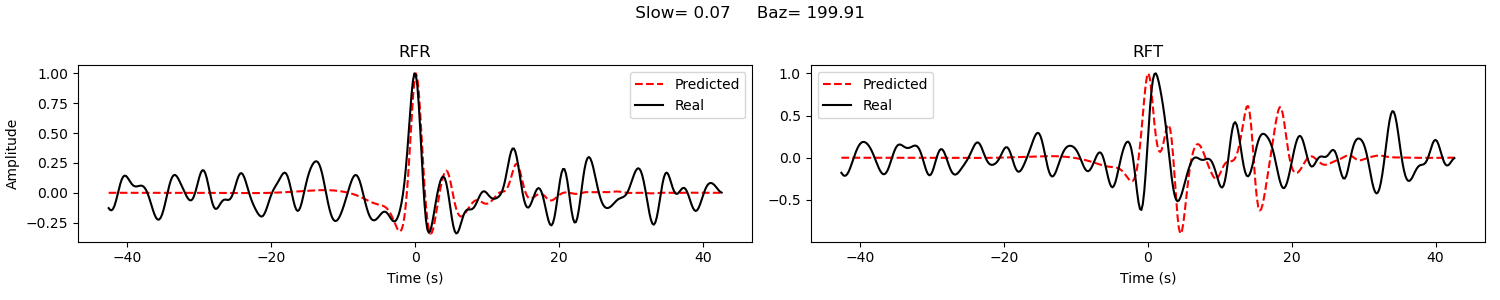 Slow= 0.07 Baz= 199.91
RFR
RFT
Amplitude
1.00
0.75
0.50
0.25
0.00
−0.25
Predicted
Real
−40
−20
0
20
40
Time (s)
1.0
0.5
0.0
−0.5
Predicted
Real
−40
−20
0
20
40
Time (s)